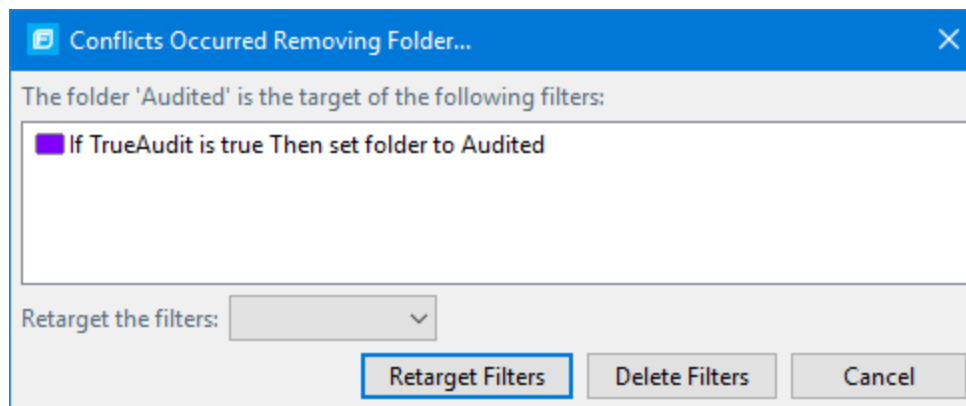 Conflicts Occurred Removing Folder...
The folder 'Audited' is the target of the following filters:
If TrueAudit is true Then set folder to Audited
Retarget the filters:
Retarget Filters Delete Filters Cancel